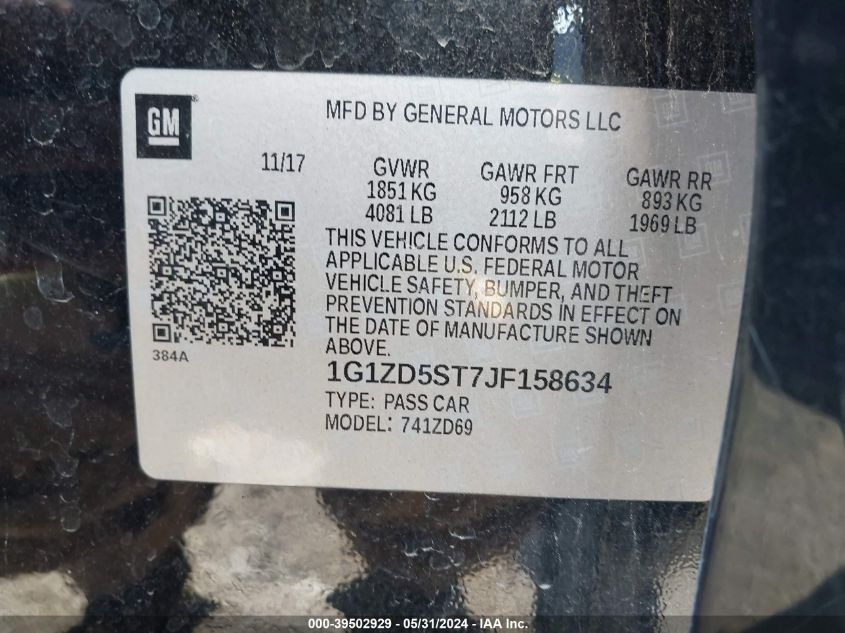 GM
MFD BY GENERAL MOTORS LLC
11/17 GVWR GAWR FRT GAWR RR
1851 KG 958 KG 893 KG
4081 LB 2112 LB 1969 LB
THIS VEHICLE CONFORMS TO ALL
APPLICABLE U.S. FEDERAL MOTOR
VEHICLE SAFETY, BUMPER, AND THEFT
PREVENTION STANDARDS IN EFFECT ON
THE DATE OF MANUFACTURE SHOWN
ABOVE.
384A
1G1ZD5ST7JF158634
TYPE: PASS CAR
MODEL: 741ZD69
000-39502929 - 05/31/2024 - IAA Inc.